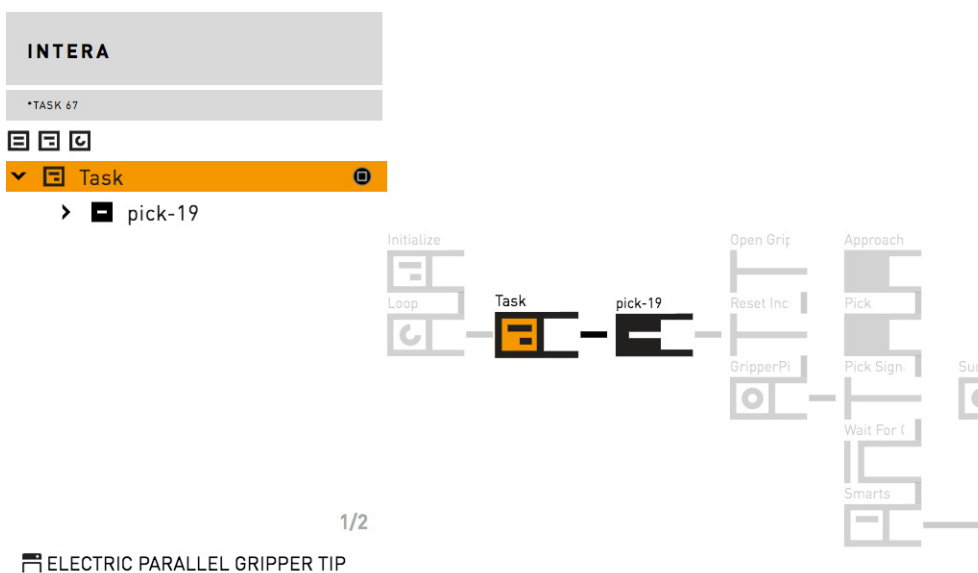 INTERA
*TASK 67
Task
pick-19
Initialize
Open Grip
Approach
Loop
Task
pick-19
Reset Inc
Pick
GripperPi
Pick Sign
Wait For
Smarts
1/2
ELECTRIC PARALLEL GRIPPER TIP